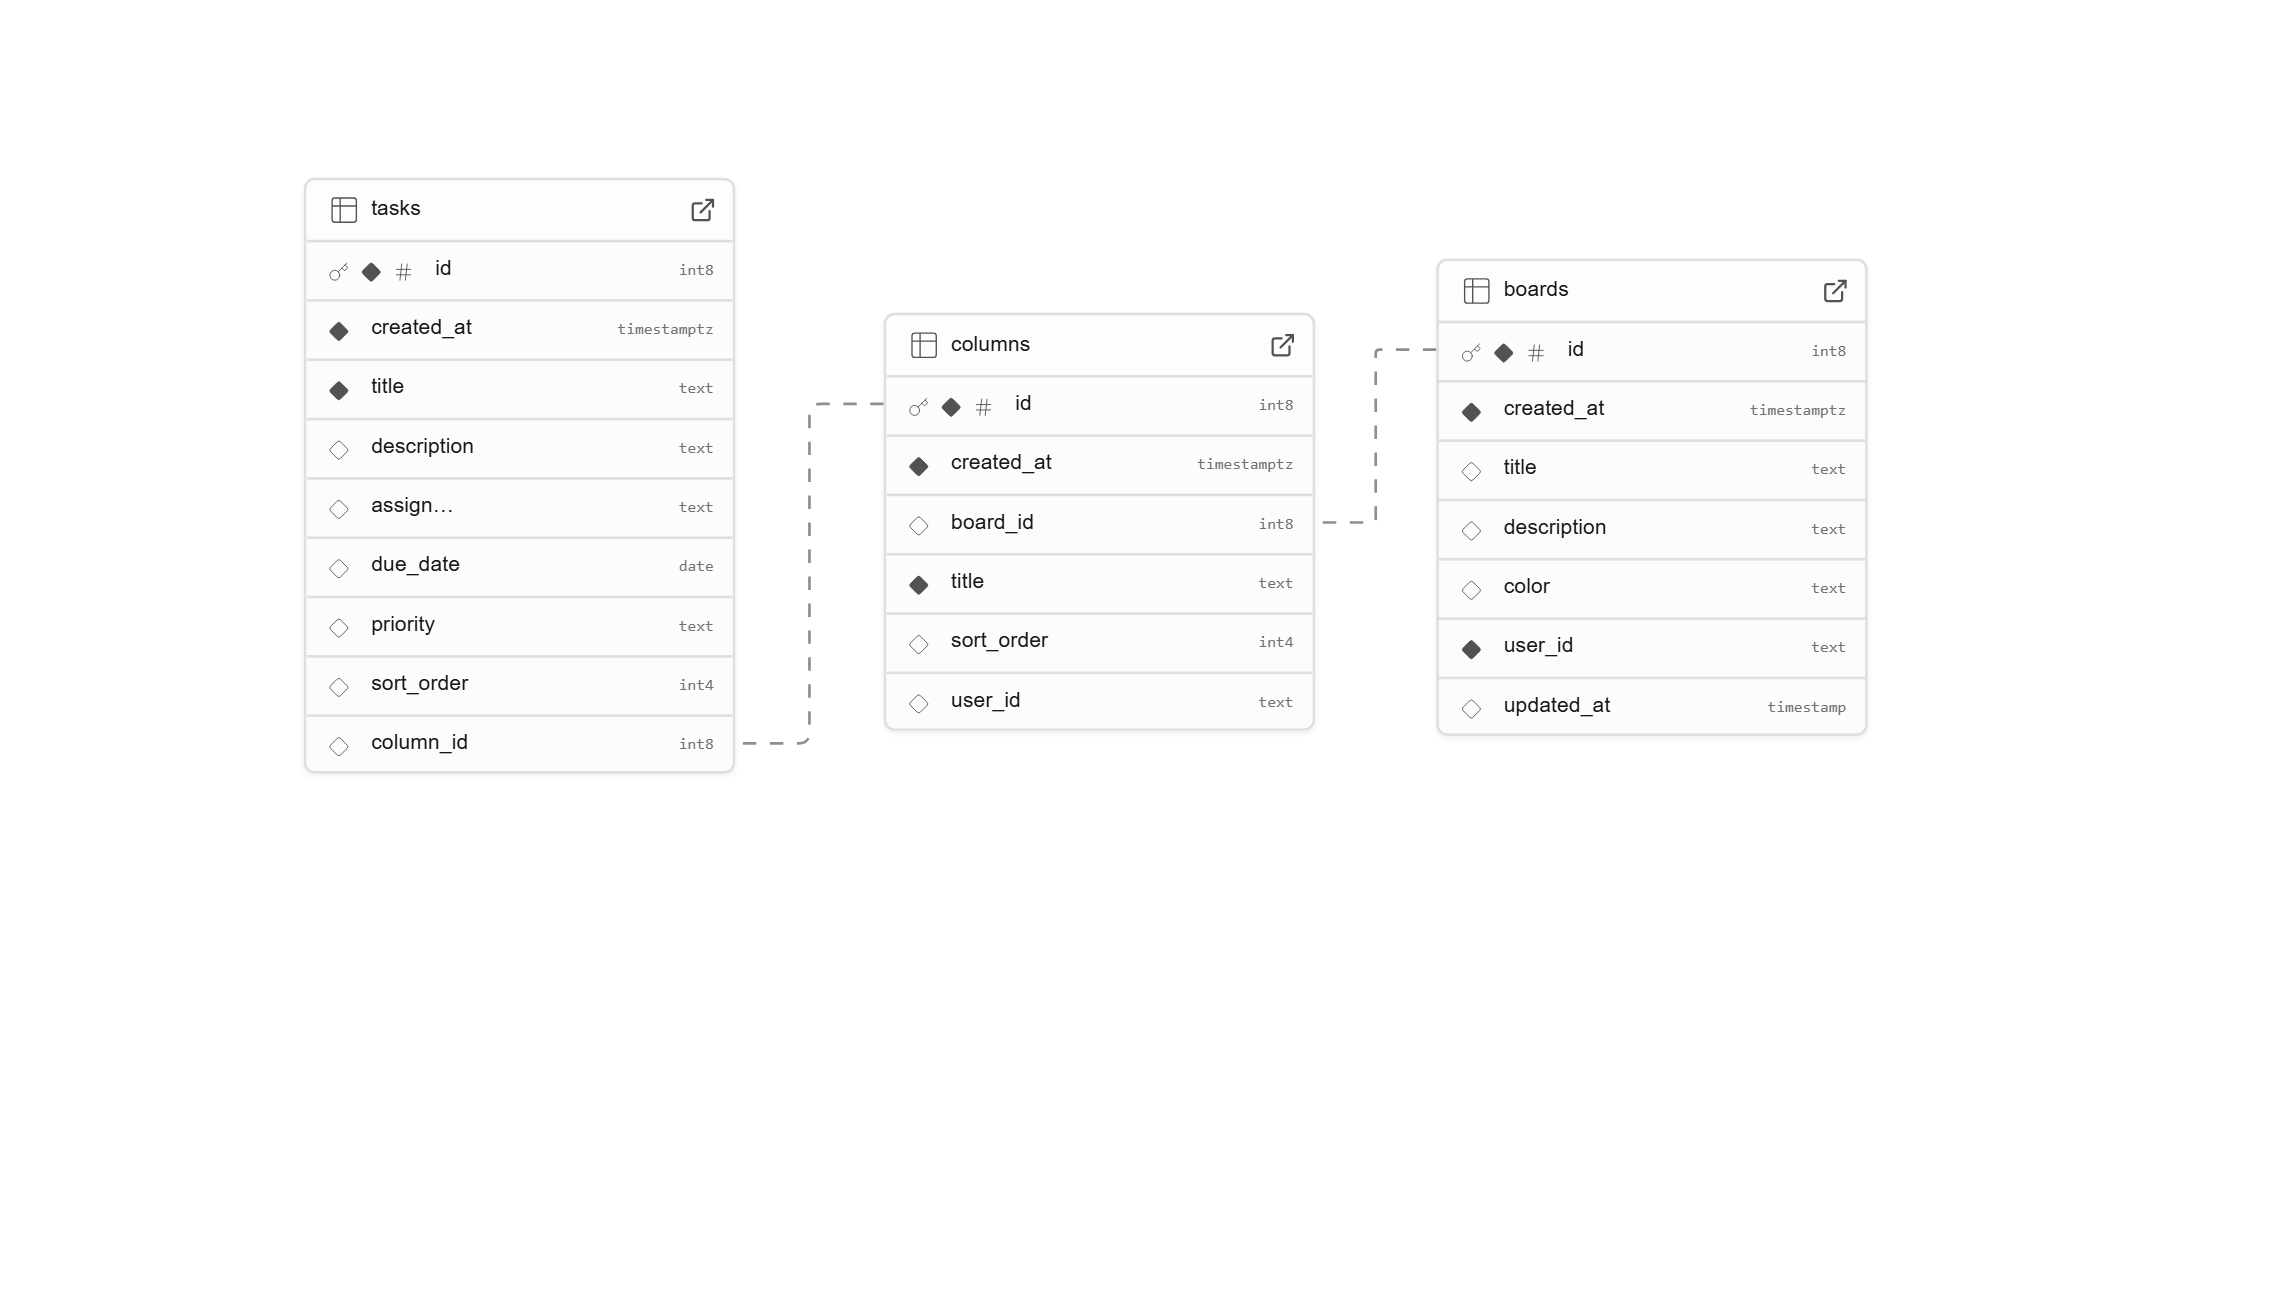 tasks
id int8
created_at timestamptz
title text
description text
assign… text
due_date date
priority text
sort_order int4
column_id int8
columns
id int8
created_at timestamptz
board_id int8
title text
sort_order int4
user_id text
boards
id int8
created_at timestamptz
title text
description text
color text
user_id text
updated_at timestamp